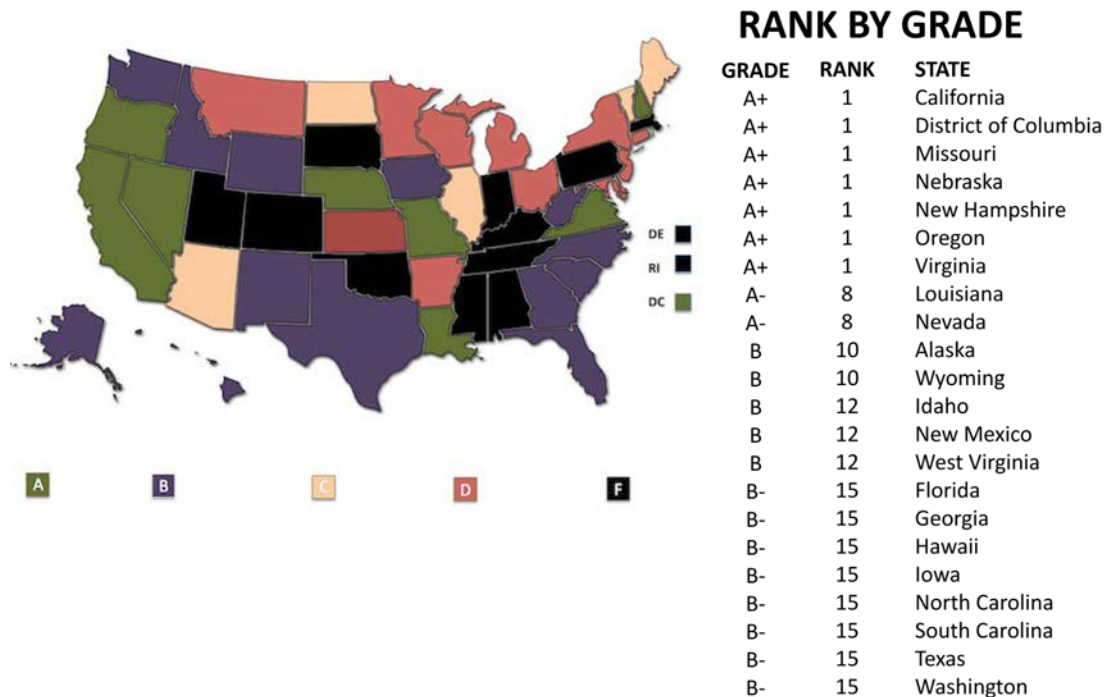 RANK BY GRADE
GRADE RANK STATE
A+ 1 California
A+ 1 District of Columbia
A+ 1 Missouri
A+ 1 Nebraska
A+ 1 New Hampshire
A+ 1 Oregon
A+ 1 Virginia
A- 8 Louisiana
A- 8 Nevada
B 10 Alaska
B 10 Wyoming
B 12 Idaho
B 12 New Mexico
B 12 West Virginia
B- 15 Florida
B- 15 Georgia
B- 15 Hawaii
B- 15 Iowa
B- 15 North Carolina
B- 15 South Carolina
B- 15 Texas
B- 15 Washington
DE
RI
DC
A B C D F